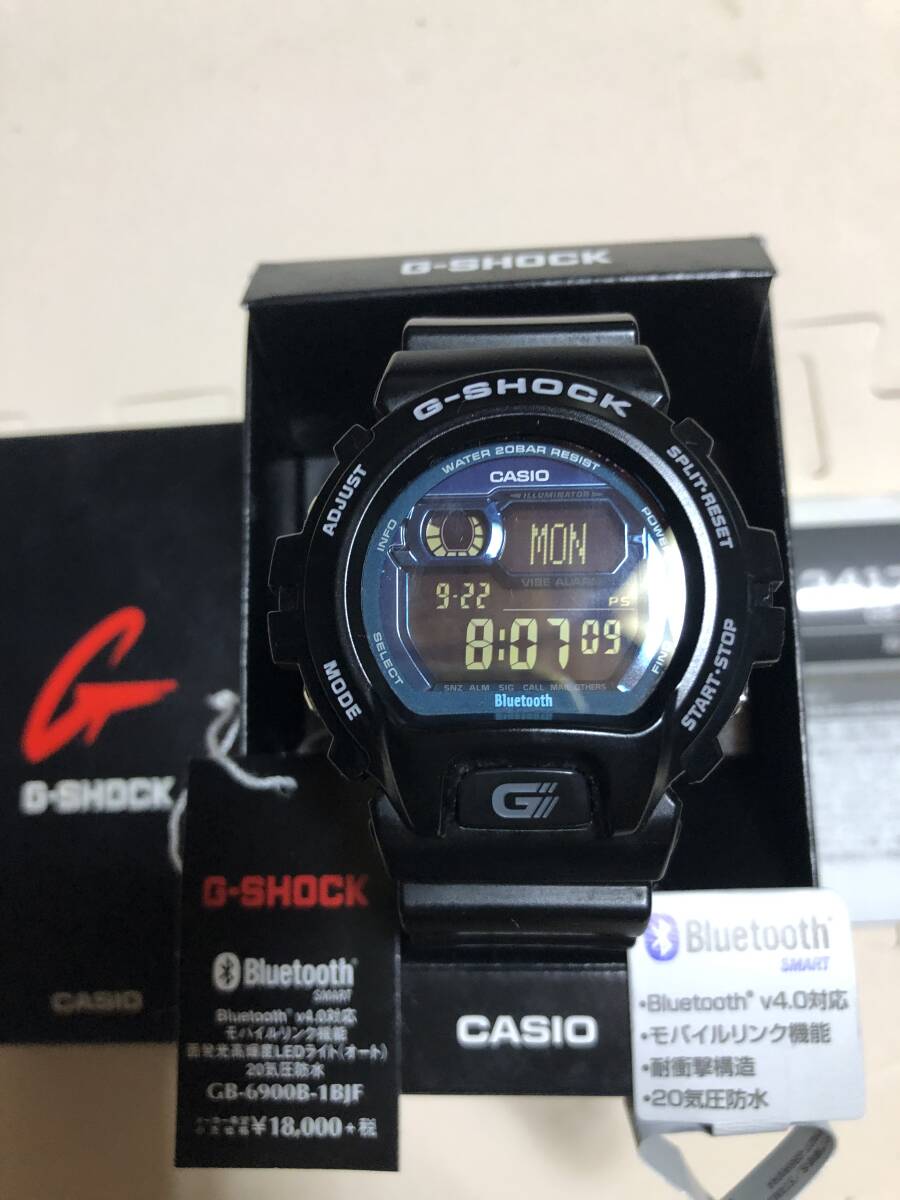 G-SHOCK
G-SHOCK
WATER 20BAR RESIST
CASIO
ILLUMINATOR
ADJUST
SPLIT·RESET
INFO
MON
VIBE ALARM
9-22
PS
8:07 09
SELECT
MODE
START·STOP
SNZ ALM SIG CALL MAIL OTHERS
Bluetooth
G
G-SHOCK
CASIO
G-SHOCK
Bluetooth®
SMART
Bluetooth® v4.0対応
モバイルリンク機能
面発光高輝度LEDライト(オート)
20気圧防水
GB-6900B-1BJF
¥18,000+税
CASIO
Bluetooth®
SMART
•Bluetooth® v4.0対応
•モバイルリンク機能
•耐衝撃構造
•20気圧防水